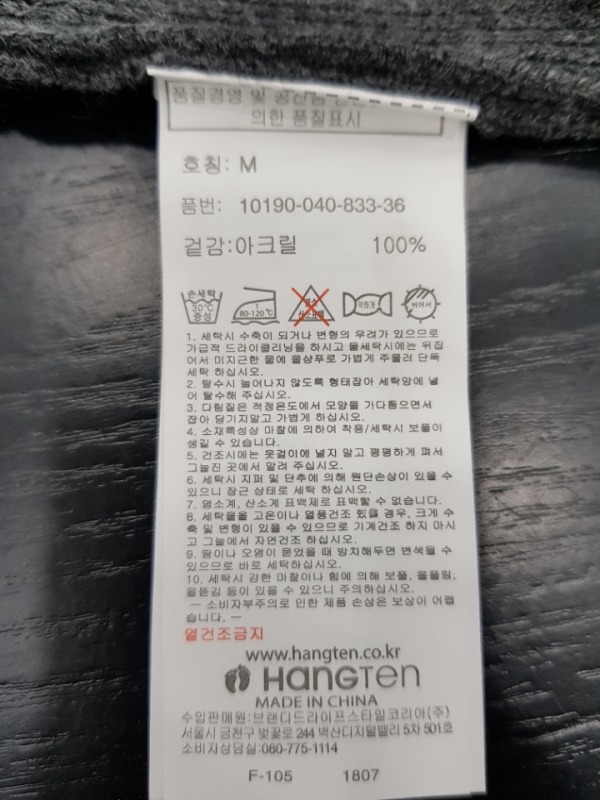 품질경영 및 공산품
의한 품질표시
호칭: M
품번: 10190-040-833-36
겉감:아크릴 100%
손세탁
30℃
중성
80-120℃
염소
산소표백
약하게
뉘어서
1. 세탁시 수축이 되거나 변형의 우려가 있으므로
가급적 드라이클리닝을 하시고 물세탁시에는 뒤집
어서 미지근한 물에 울샴푸로 가볍게 주물러 단독
세탁 하십시오.
2. 탈수시 늘어나지 않도록 형태잡아 세탁망에 넣
어 탈수해 주십시오.
3. 다림질은 적정온도에서 모양을 가다듬으면서
잡아 당기지말고 가볍게 하십시오.
4. 소재특성상 마찰에 의하여 착용/세탁시 보풀이
생길 수 있습니다.
5. 건조시에는 옷걸이에 널지 말고 평평하게 펴서
그늘진 곳에서 말려 주십시오.
6. 세탁시 지퍼 및 단추에 의해 원단손상이 있을 수
있으니 잠근 상태로 세탁 하십시오.
7. 염소계, 산소계 표백제로 표백할 수 없습니다.
8. 세탁물을 고온이나 열풍건조 했을 경우, 크게 수
축 및 변형이 있을 수 있으므로 기계건조 하지 마시
고 그늘에서 자연건조 하십시오.
9. 땀이나 오염이 묻었을 때 방치해두면 변색될 수
있으므로 바로 세탁하십시오.
10. 세탁시 강한 마찰이나 힘에 의해 보풀, 올풀림,
올뜯김 등이 있을 수 있으니 주의하십시오.
— 소비자부주의로 인한 제품 손상은 보상이 어렵
습니다. —
열건조금지
www.hangten.co.kr
HANGTEN
MADE IN CHINA
수입판매원:브랜디드라이프스타일코리아(주)
서울시 금천구 벚꽃로 244 벽산디지털밸리 5차 501호
소비자상담실:080-775-1114
F-105 1807